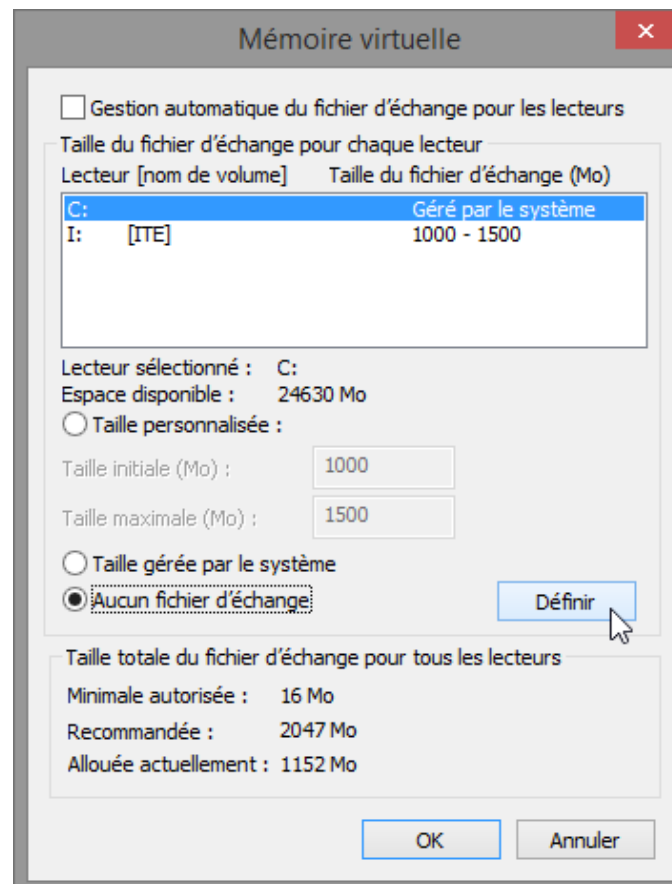 Mémoire virtuelle
Gestion automatique du fichier d'échange pour les lecteurs
Taille du fichier d'échange pour chaque lecteur
Lecteur [nom de volume] Taille du fichier d'échange (Mo)
C: Géré par le système
I: [ITE] 1000 - 1500
Lecteur sélectionné : C:
Espace disponible : 24630 Mo
Taille personnalisée :
Taille initiale (Mo) : 1000
Taille maximale (Mo) : 1500
Taille gérée par le système
Aucun fichier d'échange
Définir
Taille totale du fichier d'échange pour tous les lecteurs
Minimale autorisée : 16 Mo
Recommandée : 2047 Mo
Allouée actuellement : 1152 Mo
OK Annuler